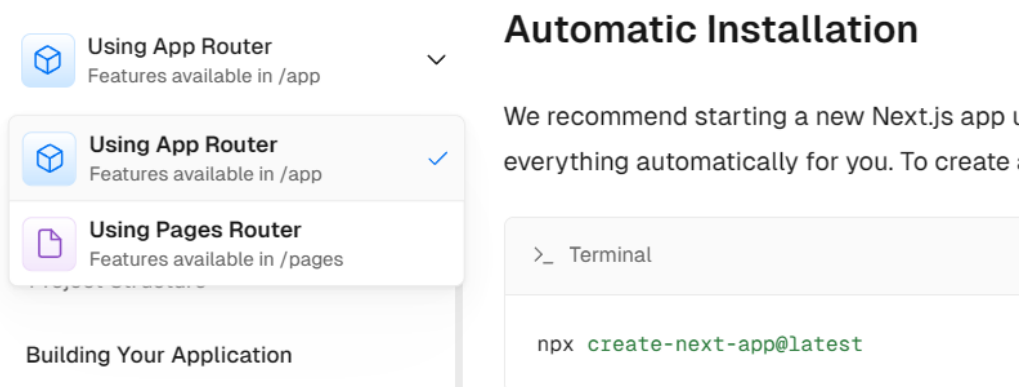 Using App Router
Features available in /app
Using App Router
Features available in /app
Using Pages Router
Features available in /pages
Project Structure
Building Your Application
Automatic Installation
We recommend starting a new Next.js app
everything automatically for you. To create
Terminal
npx create-next-app@latest